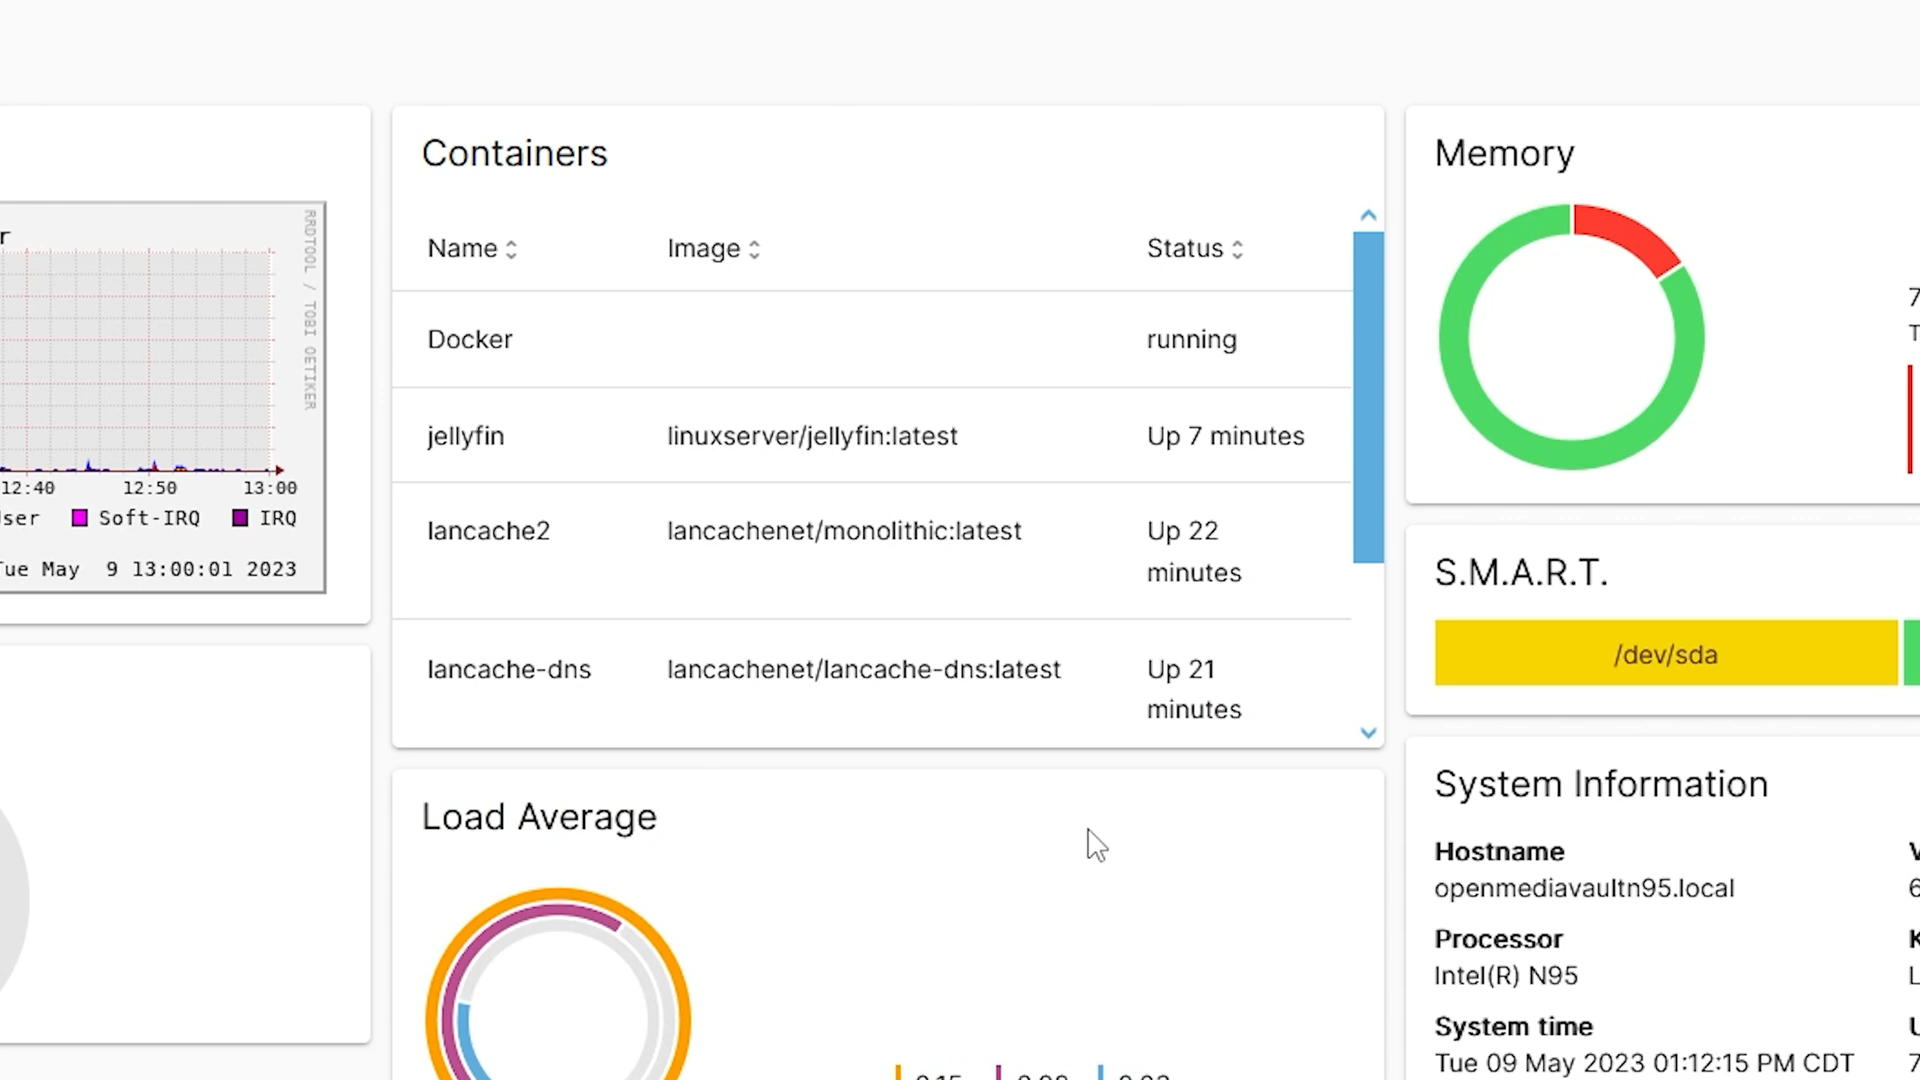 RRDTOOL / TOBI OETIKER
12:40 12:50 13:00
Soft-IRQ IRQ
May 9 13:00:01 2023
Containers
Name Image Status
Docker running
jellyfin linuxserver/jellyfin:latest Up 7 minutes
lancache2 lancachenet/monolithic:latest Up 22
minutes
lancache-dns lancachenet/lancache-dns:latest Up 21
minutes
Load Average
Memory
S.M.A.R.T.
/dev/sda
System Information
Hostname
openmediavaultn95.local
Processor
Intel(R) N95
System time
Tue 09 May 2023 01:12:15 PM CDT